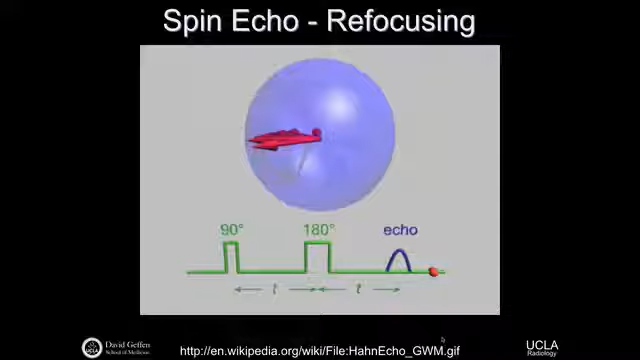 Spin Echo - Refocusing
90° 180° echo
t t
UCLA
David Geffen
School of Medicine
http://en.wikipedia.org/wiki/File:HahnEcho_GWM.gif
UCLA
Radiology